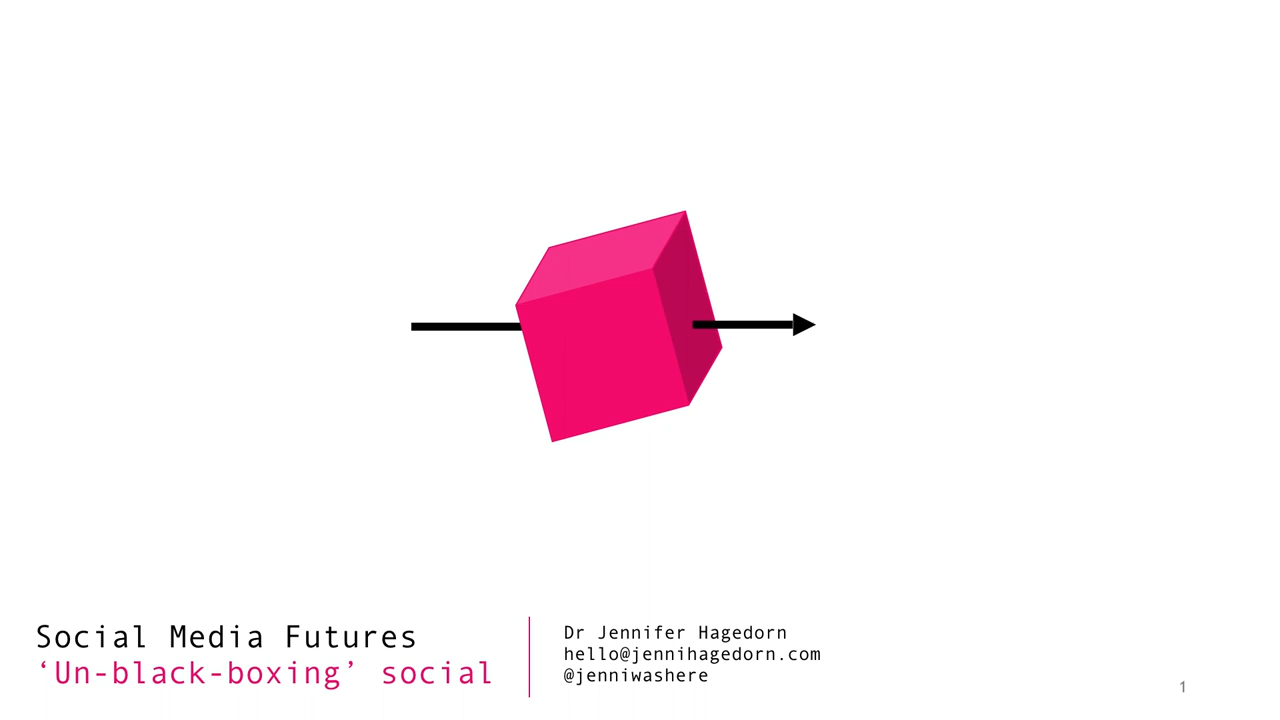 Social Media Futures
‘Un-black-boxing’ social
Dr Jennifer Hagedorn
hello@jennihagedorn.com
@jenniwashere
1